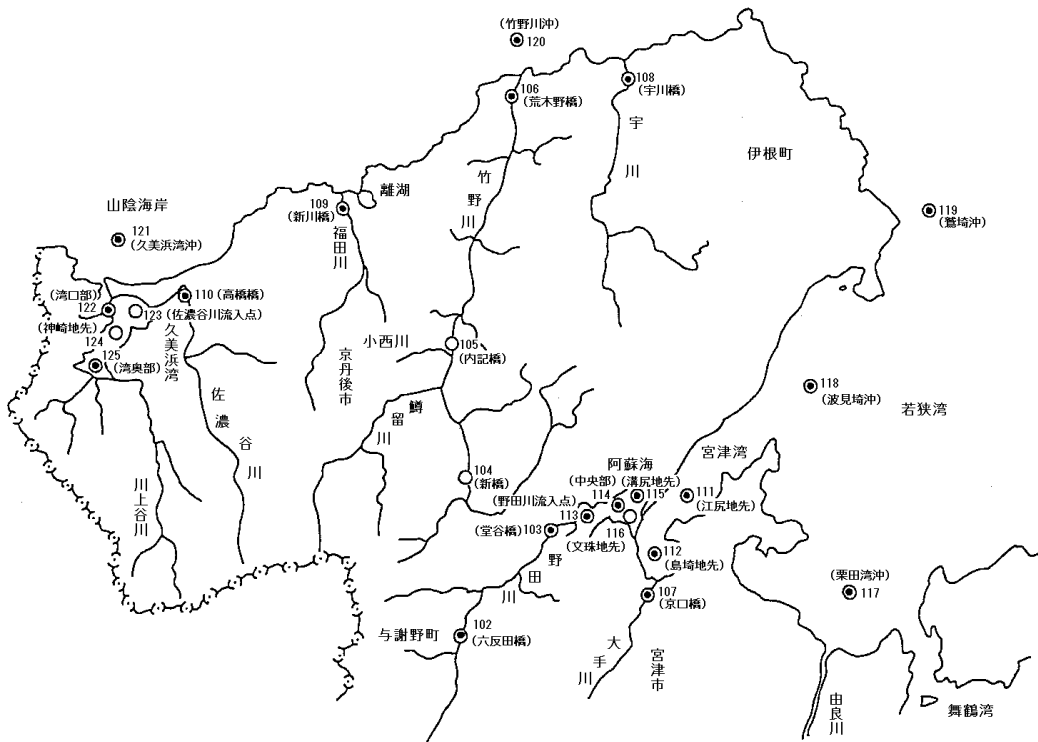 (竹野川沖)
120
106
(荒木野橋)
108
(宇川橋)
宇川
伊根町
竹野川
離湖
山陰海岸
121
(久美浜湾沖)
109
(新川橋)
福田川
119
(鷲埼沖)
(湾口部)
122
110 (高橋橋)
123 (佐濃谷川流入点)
(神崎地先)
124
125
(湾奥部)
久美浜湾
小西川
105
(内記橋)
京丹後市
佐濃谷川
118
(波見埼沖)
若狭湾
鱒留川
宮津湾
川上谷川
104
(新橋)
阿蘇海
(中央部)
(溝尻地先)
114
115
111
(江尻地先)
(野田川流入点)
113
116
(文珠地先)
(堂谷橋) 103
112
(島埼地先)
野田川
(栗田湾沖)
117
107
(京口橋)
与謝野町
102
(六反田橋)
大手川
宮津市
由良川
舞鶴湾